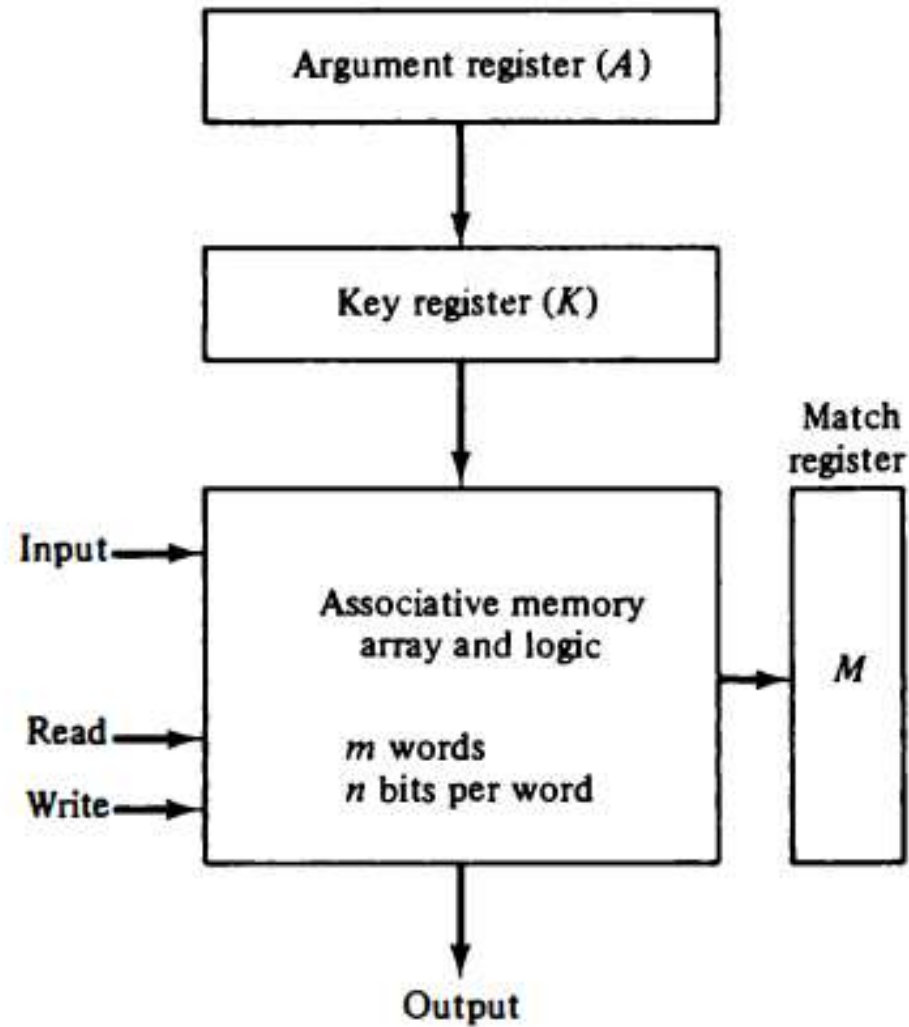 Argument register (A)
Key register (K)
Match
register
Input
Associative memory
array and logic
M
Read
m words
n bits per word
Write
Output